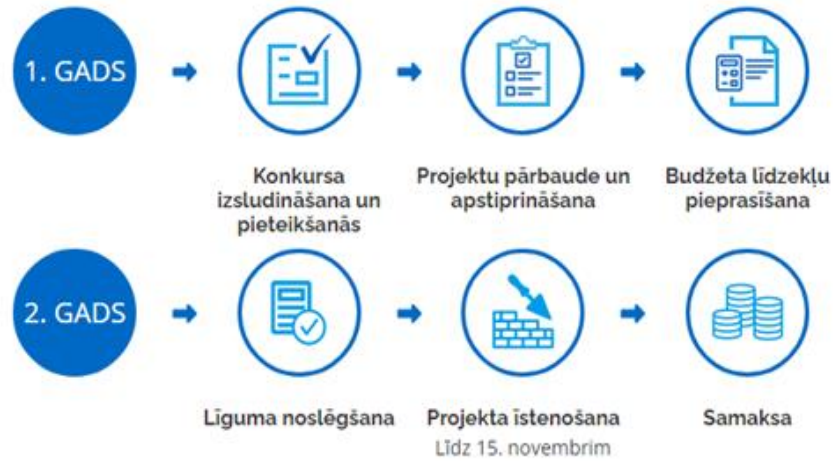 1. GADS
Konkursa
izsludināšana un
pieteikšanās
Projektu pārbaude un
apstiprināšana
Budžeta līdzekļu
pieprasīšana
2. GADS
Līguma noslēgšana
Projekta īstenošana
Līdz 15. novembrim
Samaksa